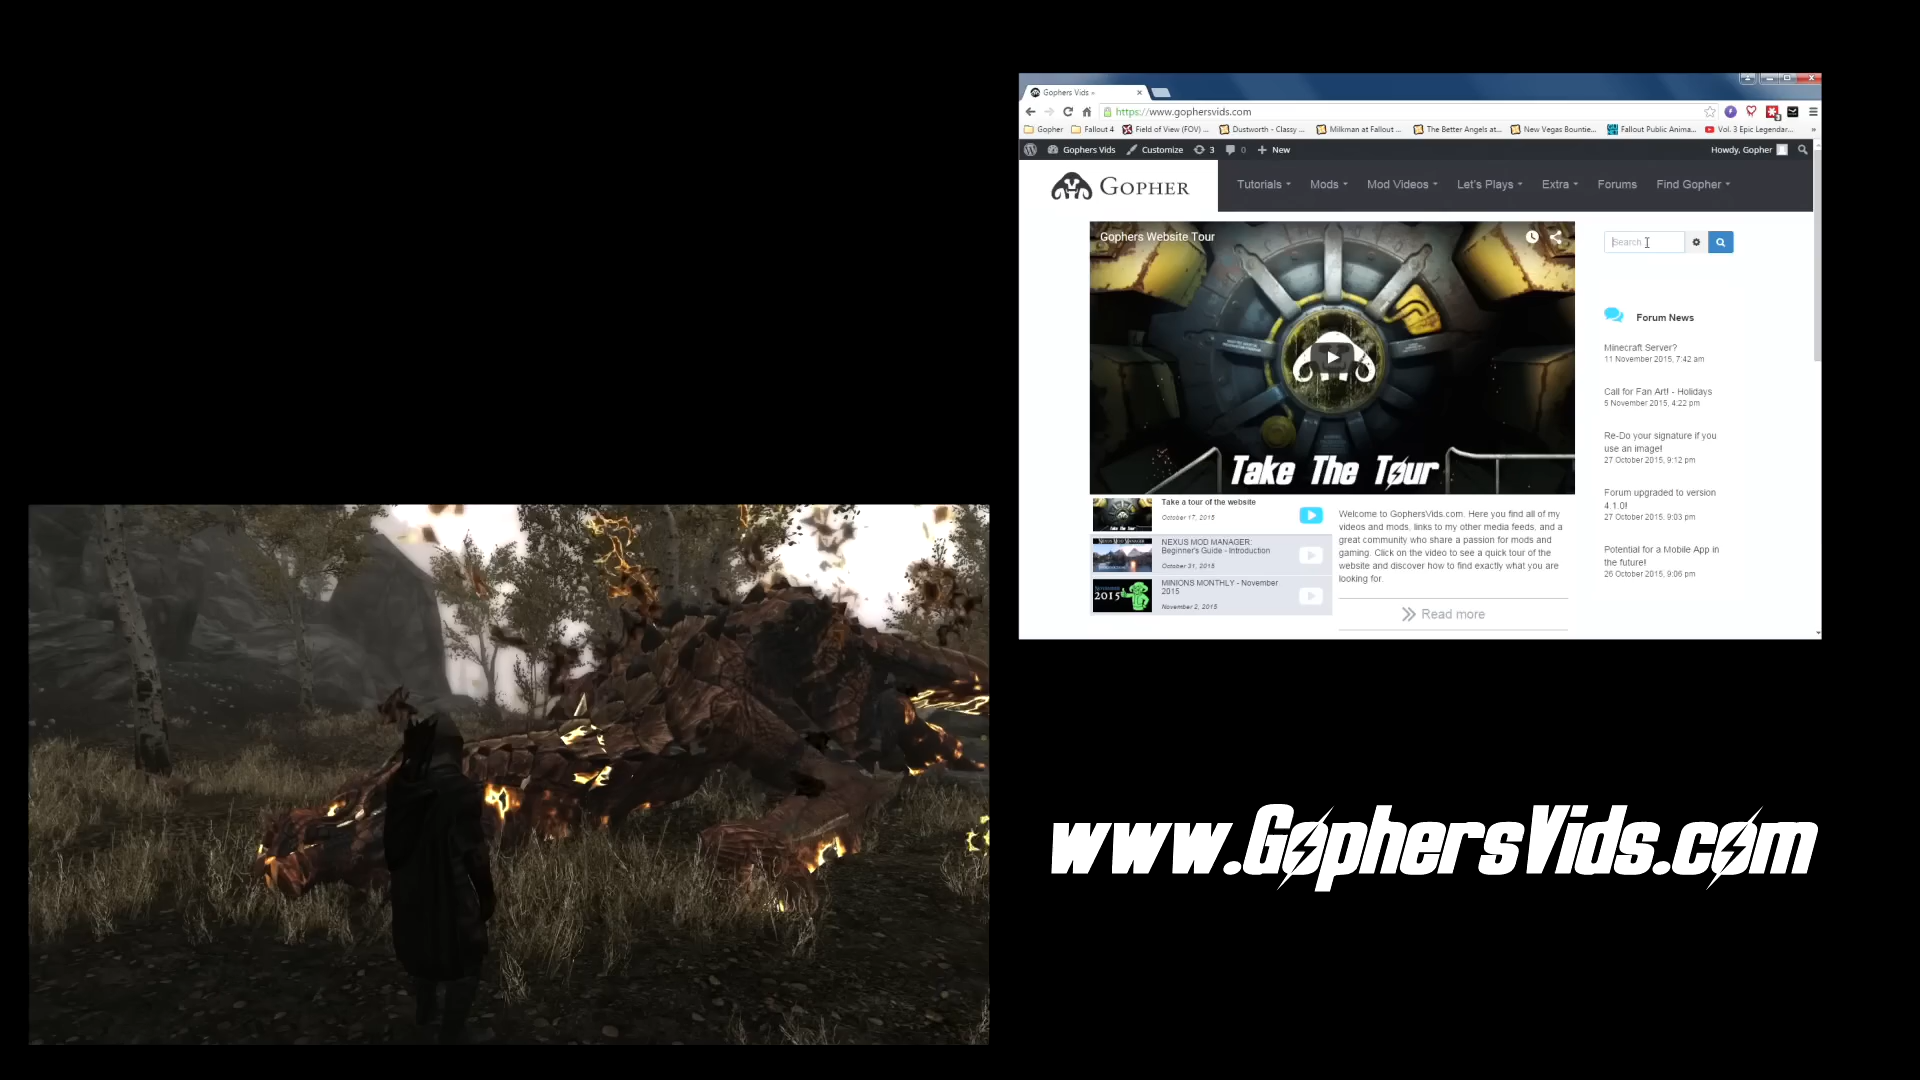 Gophers Vids »
https://www.gophersvids.com
Gopher
Fallout 4
Field of View (FOV) ...
Dustworth - Classy ...
Milkman at Fallout ...
The Better Angels at...
New Vegas Bountie...
Fallout Public Anima...
Vol. 3 Epic Legendar...
»
Gophers Vids
Customize
3
0
New
Howdy, Gopher
GOPHER
Tutorials
Mods
Mod Videos
Let's Plays
Extra
Forums
Find Gopher
Gophers Website Tour
Take The Tour
Search
Forum News
Minecraft Server?
11 November 2015, 7:42 am
Call for Fan Art! - Holidays
5 November 2015, 4:22 pm
Re-Do your signature if you
use an image!
27 October 2015, 9:12 pm
Forum upgraded to version
4.1.0!
27 October 2015, 9:03 pm
Potential for a Mobile App in
the future!
26 October 2015, 9:06 pm
Take The Tour
Take a tour of the website
October 17, 2015
NEXUS MOD MANAGER
NEXUS MOD MANAGER:
Beginner's Guide - Introduction
October 31, 2015
2015
MINIONS MONTHLY - November
2015
November 2, 2015
Welcome to GophersVids.com. Here you find all of my
videos and mods, links to my other media feeds, and a
great community who share a passion for mods and
gaming. Click on the video to see a quick tour of the
website and discover how to find exactly what you are
looking for.
Read more
www.GophersVids.com